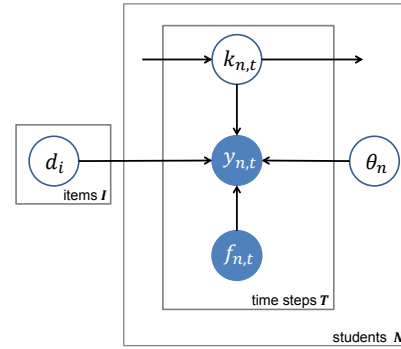 k_{n,t}
d_i
y_{n,t}
θ_n
items I
f_{n,t}
time steps T
students N